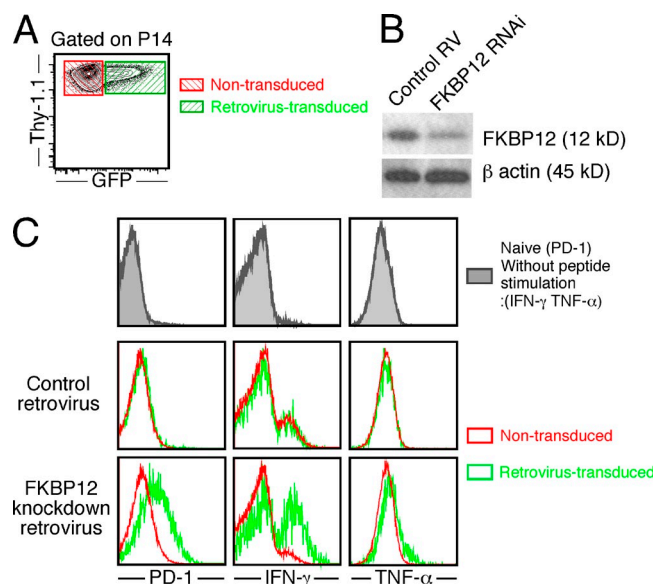 A
Gated on P14
Thy-1.1
GFP
Non-transduced
Retrovirus-transduced
B
Control RV
FKBP12 RNAi
FKBP12 (12 kD)
β actin (45 kD)
C
Naive (PD-1)
Without peptide
stimulation
:(IFN-γ TNF-α)
Control
retrovirus
Non-transduced
Retrovirus-transduced
FKBP12
knockdown
retrovirus
PD-1
IFN-γ
TNF-α